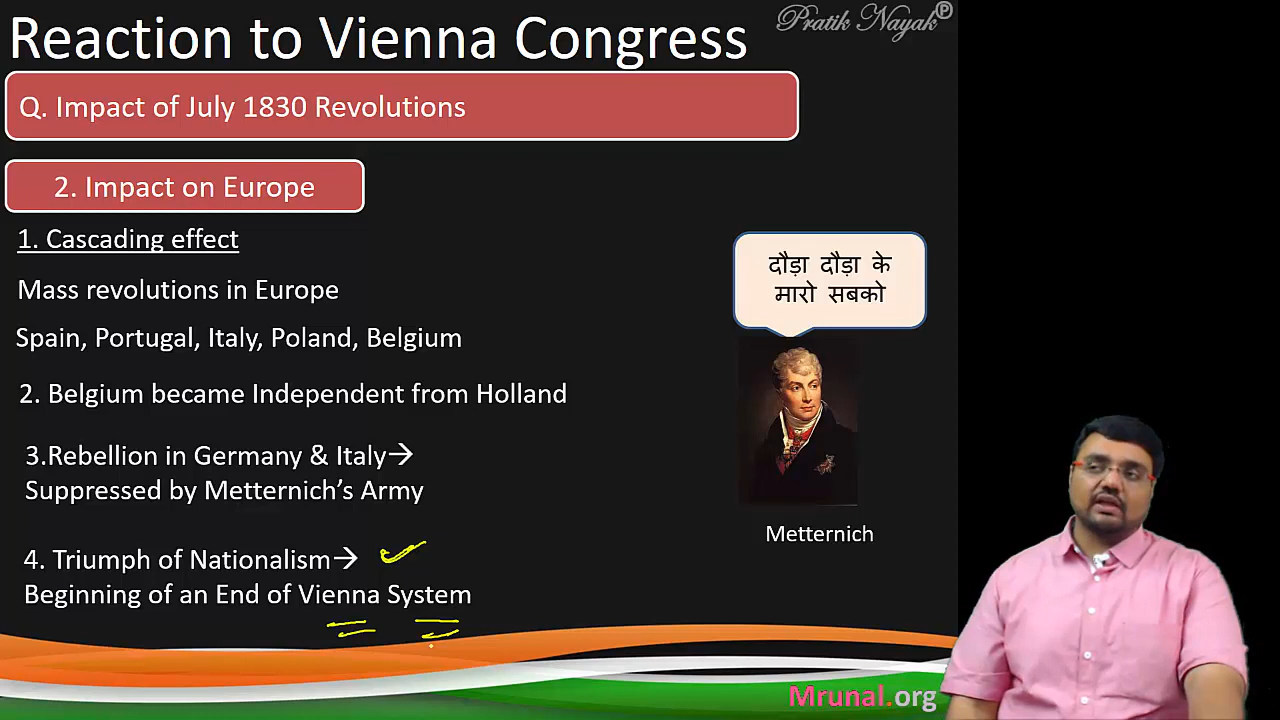 Pratik Nayak℗
Reaction to Vienna Congress
Q. Impact of July 1830 Revolutions
2. Impact on Europe
1. Cascading effect
Mass revolutions in Europe
Spain, Portugal, Italy, Poland, Belgium
2. Belgium became Independent from Holland
3.Rebellion in Germany & Italy→
Suppressed by Metternich’s Army
4. Triumph of Nationalism→
Beginning of an End of Vienna System
दौड़ा दौड़ा के
मारो सबको
Metternich
Mrunal.org